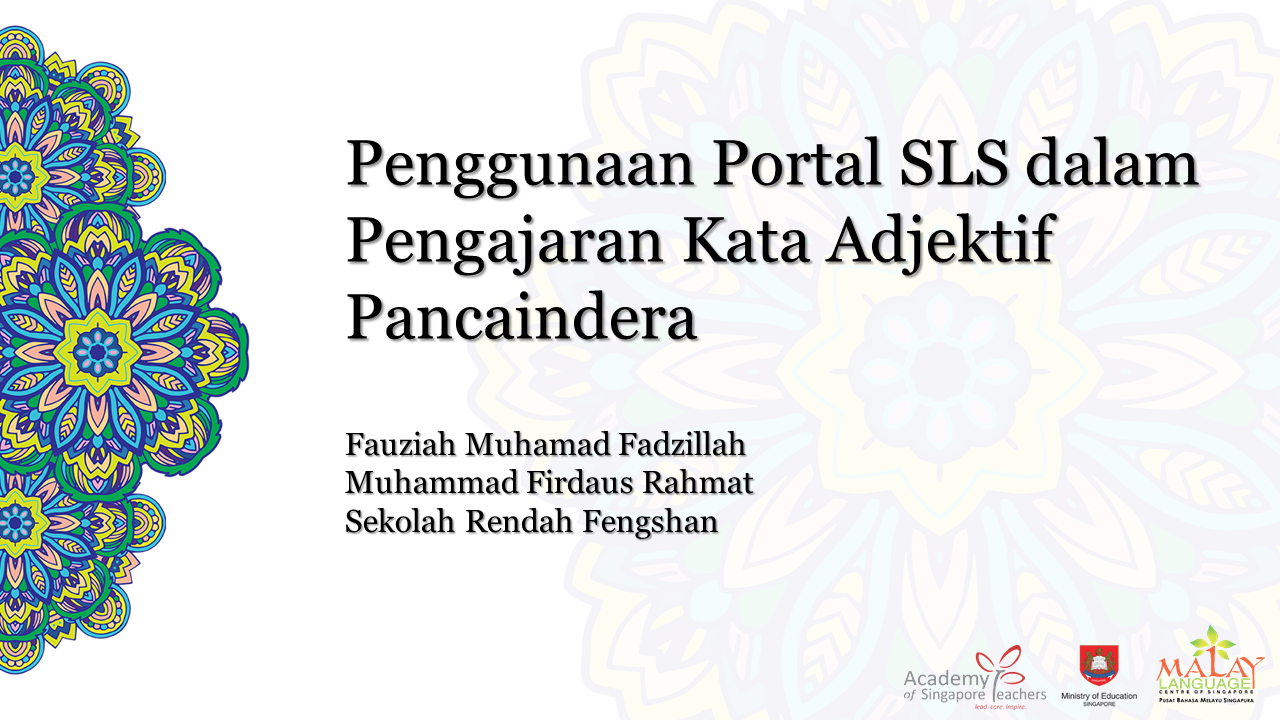 Penggunaan Portal SLS dalam
Pengajaran Kata Adjektif
Pancaindera
Fauziah Muhamad Fadzillah
Muhammad Firdaus Rahmat
Sekolah Rendah Fengshan
Academy
of Singapore Teachers
lead. care. inspire.
Ministry of Education
SINGAPORE
MALAY
LANGUAGE
CENTRE OF SINGAPORE
PUSAT BAHASA MELAYU SINGAPURA